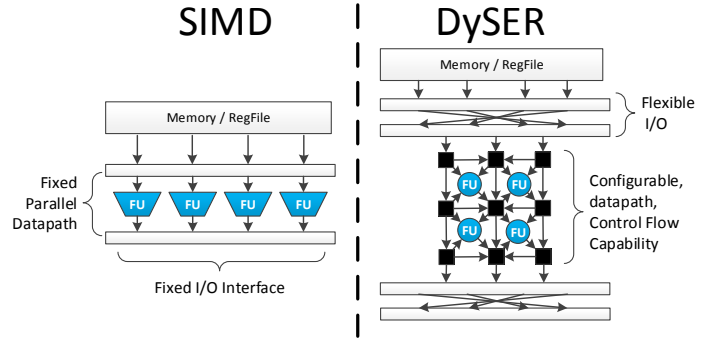 SIMD
Memory / RegFile
Fixed
Parallel
Datapath
FU FU FU FU
Fixed I/O Interface
DySER
Memory / RegFile
Flexible
I/O
FU FU
FU FU
Configurable,
datapath,
Control Flow
Capability